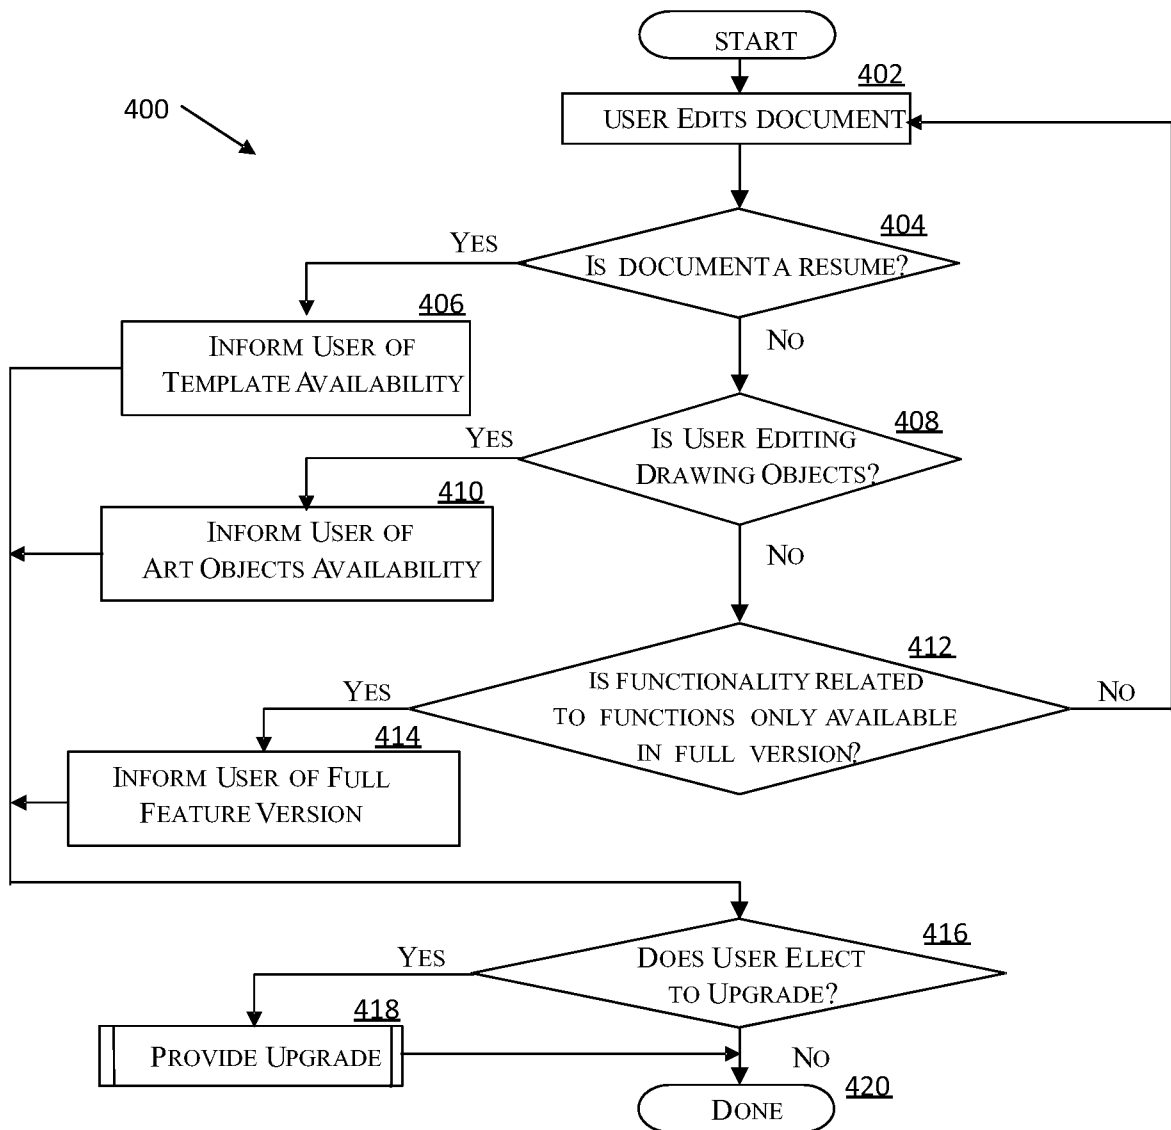 START
402
USER EDITS DOCUMENT
400
404
YES
IS DOCUMENT A RESUME?
406
INFORM USER OF
TEMPLATE AVAILABILITY
NO
408
YES
IS USER EDITING
DRAWING OBJECTS?
410
INFORM USER OF
ART OBJECTS AVAILABILITY
NO
412
YES
IS FUNCTIONALITY RELATED
TO FUNCTIONS ONLY AVAILABLE
IN FULL VERSION?
NO
414
INFORM USER OF FULL
FEATURE VERSION
416
YES
DOES USER ELECT
TO UPGRADE?
418
PROVIDE UPGRADE
NO
420
DONE